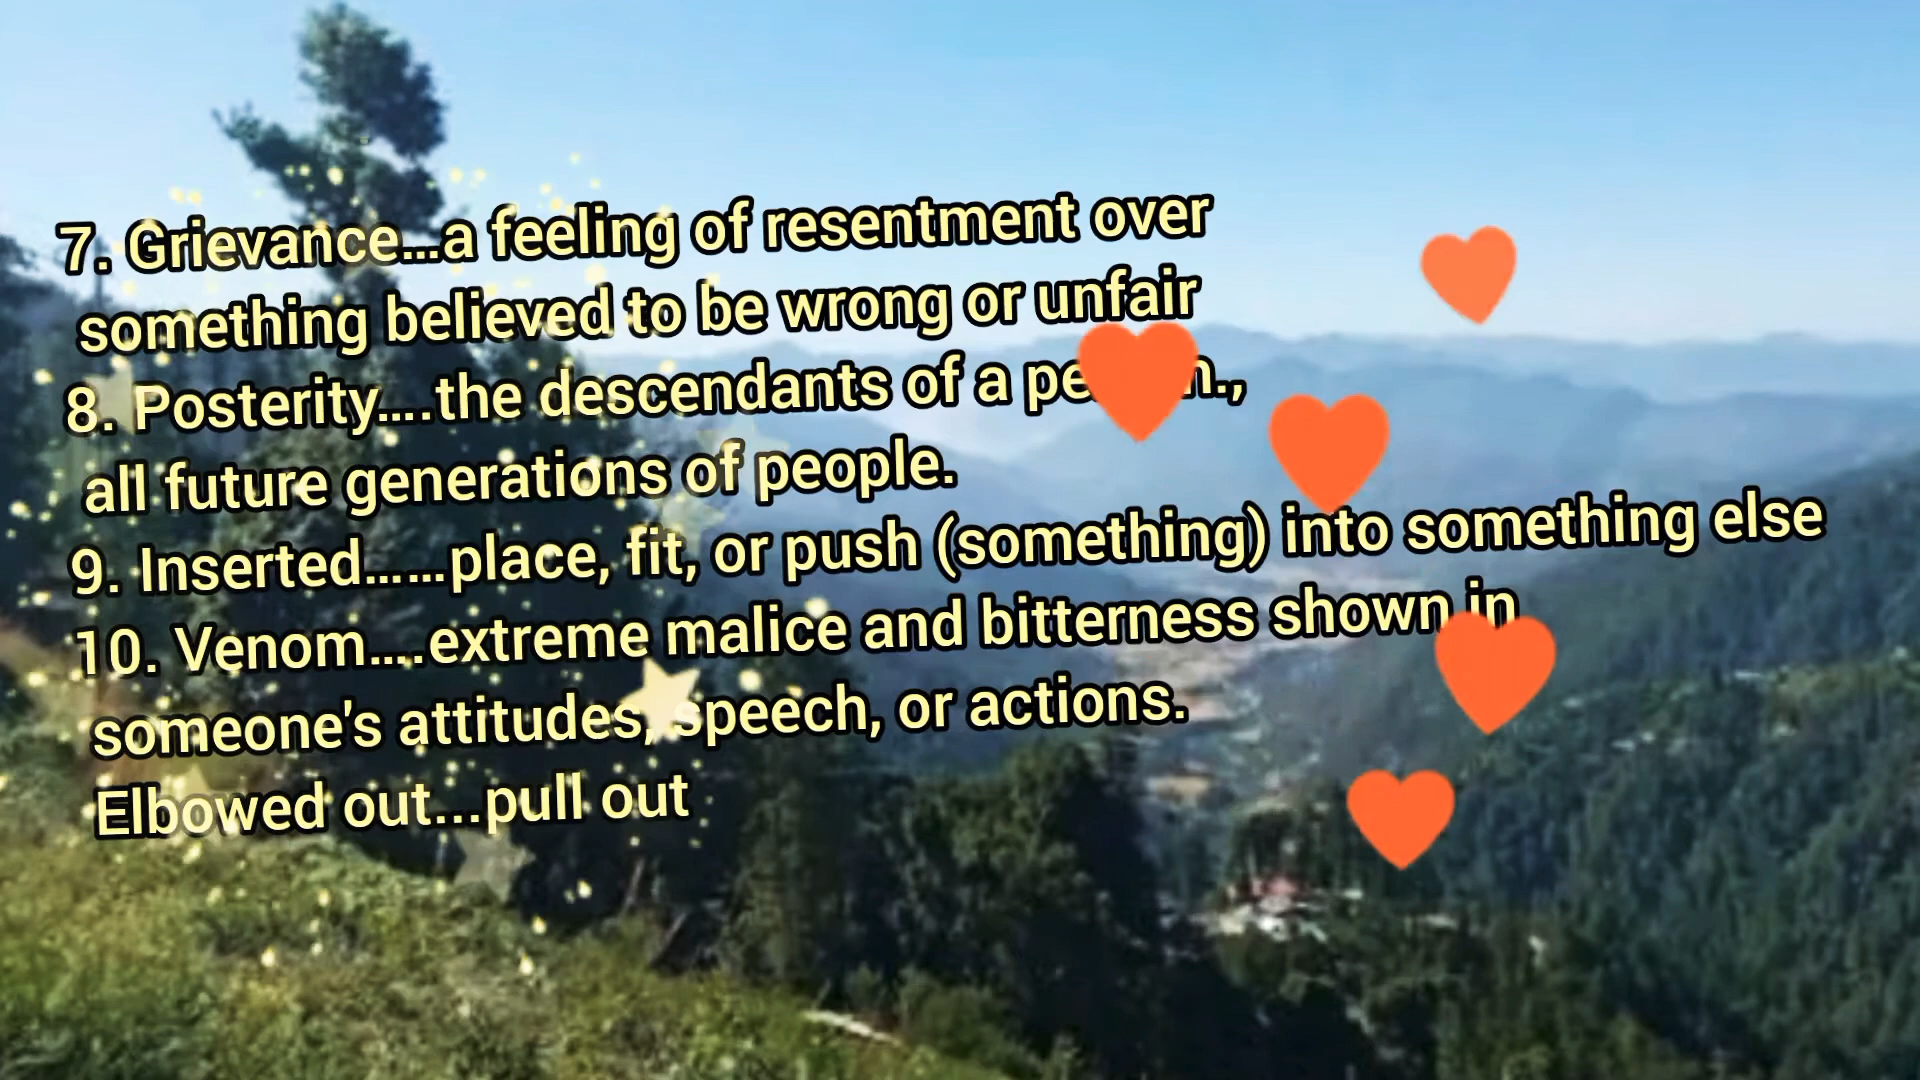 7. Grievance...a feeling of resentment over
something believed to be wrong or unfair
8. Posterity....the descendants of a
all future generations of people.
9. Inserted......place, fit, or push (something) into something else
10. Venom....extreme malice and bitterness shown in
someone's attitudes, speech, or actions.
Elbowed out...pull out